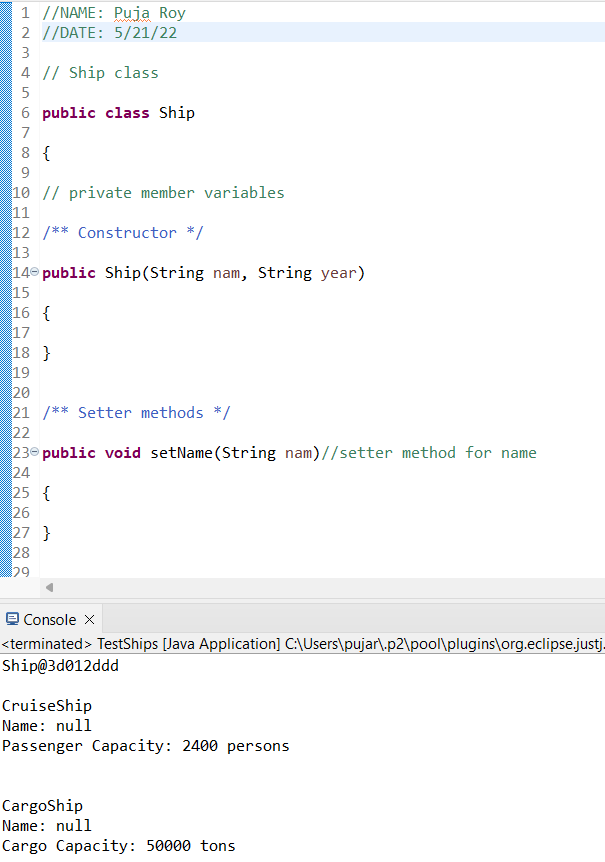 1 //NAME: Puja Roy
2 //DATE: 5/21/22
3
4 // Ship class
5
6 public class Ship
7
8 {
9
10 // private member variables
11
12 /** Constructor */
13
14 public Ship(String nam, String year)
15
16 {
17
18 }
19
20
21 /** Setter methods */
22
23 public void setName(String nam)//setter method for name
24
25 {
26
27 }
28
29
Console
<terminated> TestShips [Java Application] C:\Users\pujar\.p2\pool\plugins\org.eclipse.justj.
Ship@3d012ddd
CruiseShip
Name: null
Passenger Capacity: 2400 persons
CargoShip
Name: null
Cargo Capacity: 50000 tons